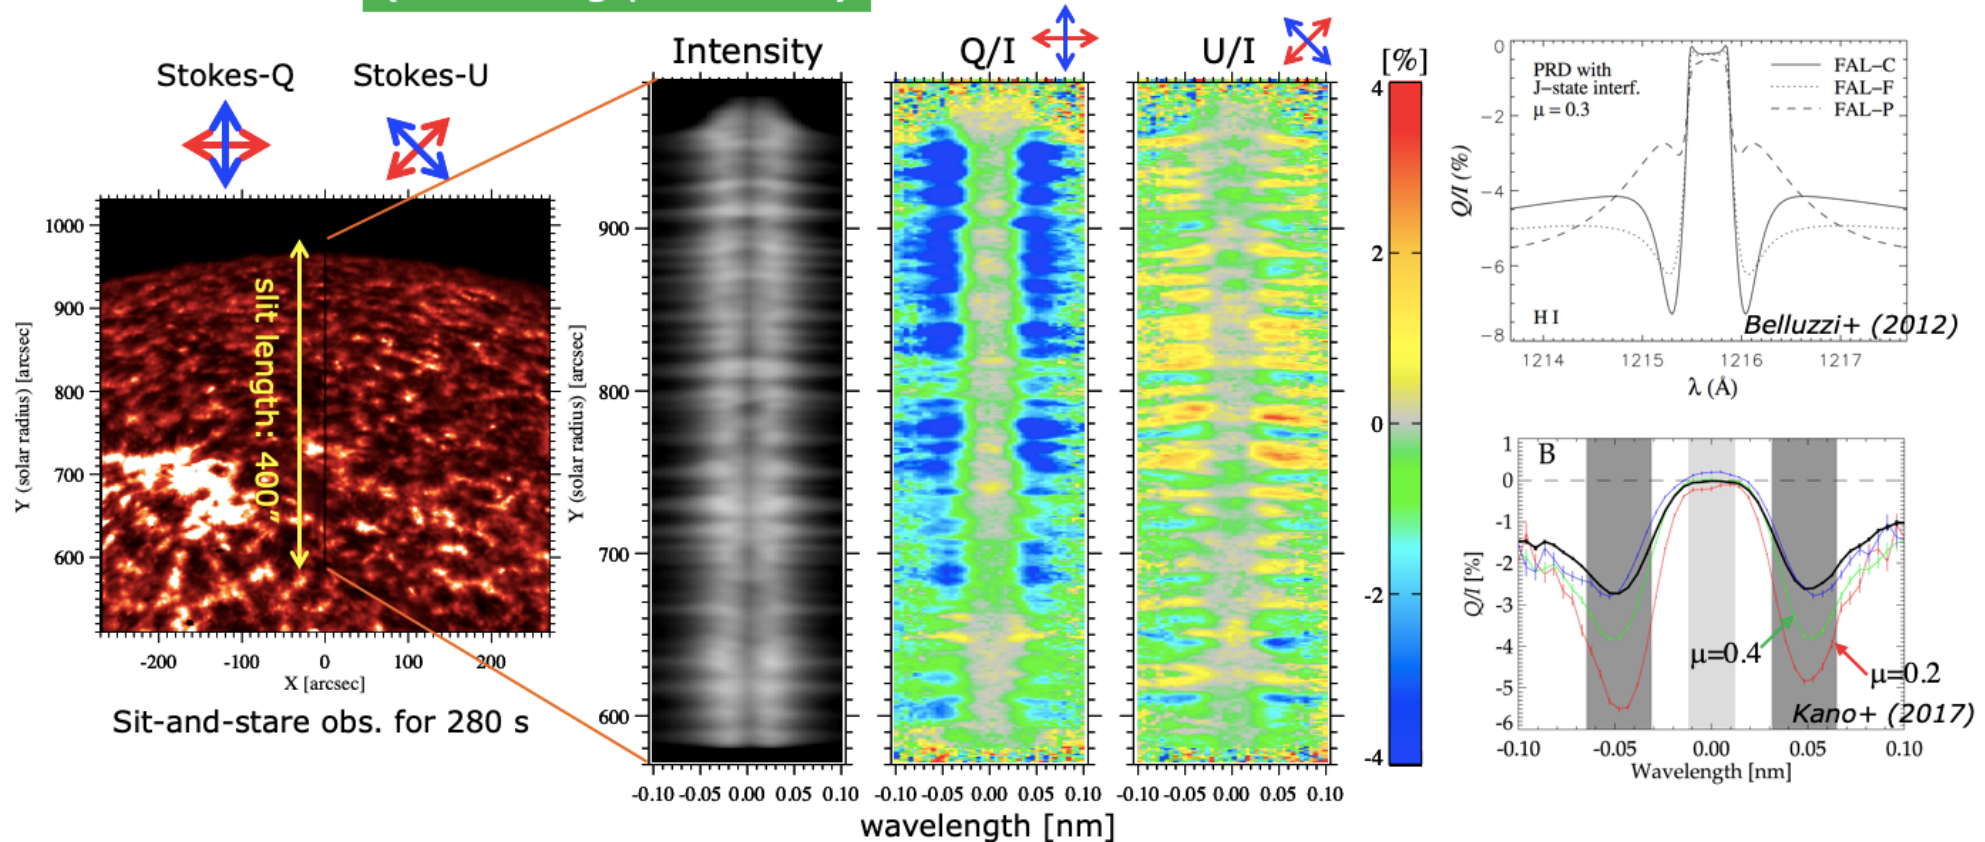 Stokes-Q
Stokes-U
1000
900
800
700
600
Y (solar radius) [arcsec]
slit length: 400"
-200
-100
0
100
200
X [arcsec]
Sit-and-stare obs. for 280 s
Intensity
Q/I
U/I
[%]
900
800
700
600
Y (solar radius) [arcsec]
-0.10 -0.05 0.00 0.05 0.10
-0.10 -0.05 0.00 0.05 0.10
-0.10 -0.05 0.00 0.05 0.10
wavelength [nm]
4
2
0
-2
-4
0
−2
−4
−6
−8
Q/I (%)
PRD with
J−state interf.
μ = 0.3
FAL−C
FAL−F
FAL−P
H I
Belluzzi+ (2012)
1214
1215
1216
1217
λ (Å)
B
1
0
-1
-2
-3
-4
-5
-6
Q/I [%]
μ=0.4
μ=0.2
Kano+ (2017)
-0.10
-0.05
0.00
0.05
0.10
Wavelength [nm]